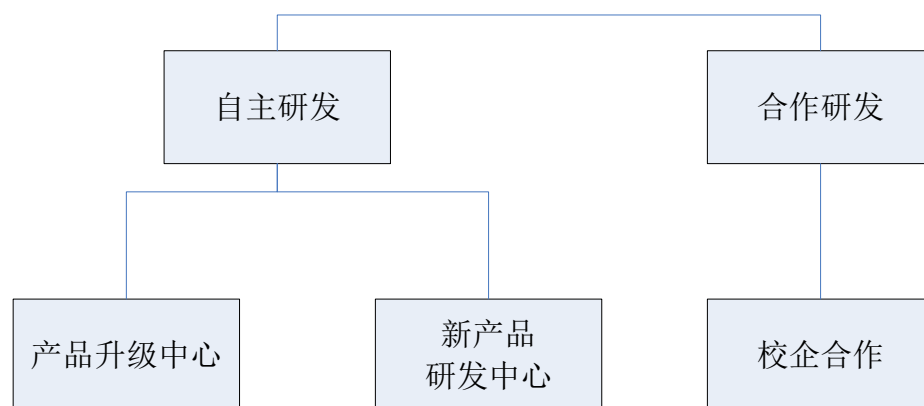 自主研发
合作研发
产品升级中心
新产品
研发中心
校企合作